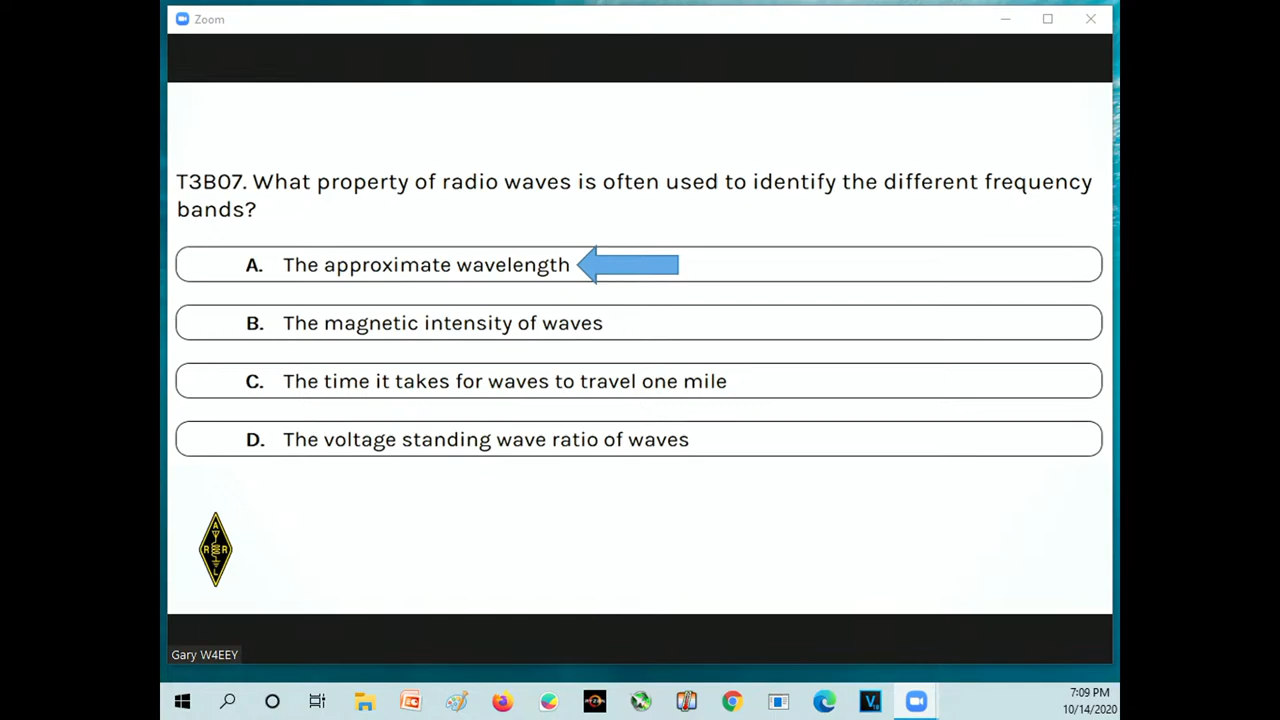 Zoom
T3B07. What property of radio waves is often used to identify the different frequency
bands?
A. The approximate wavelength
B. The magnetic intensity of waves
C. The time it takes for waves to travel one mile
D. The voltage standing wave ratio of waves
A
R R
L
Gary W4EEY
RYZEN
7:09 PM
10/14/2020